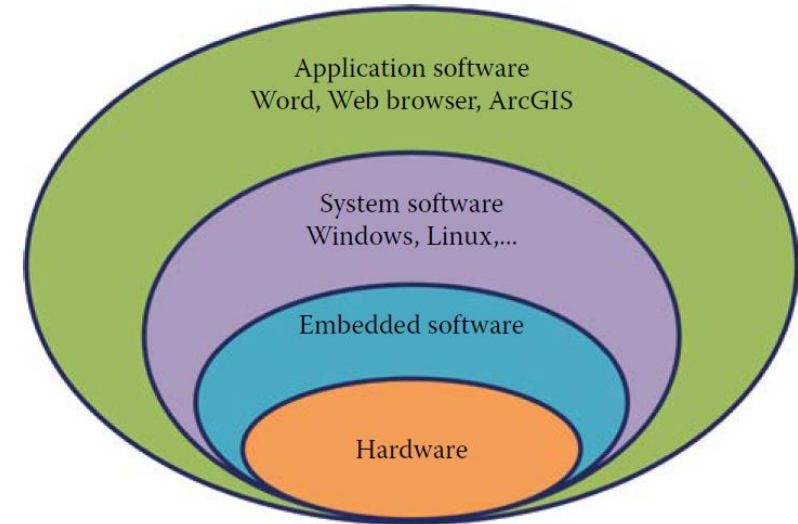 Application software
Word, Web browser, ArcGIS
System software
Windows, Linux,...
Embedded software
Hardware